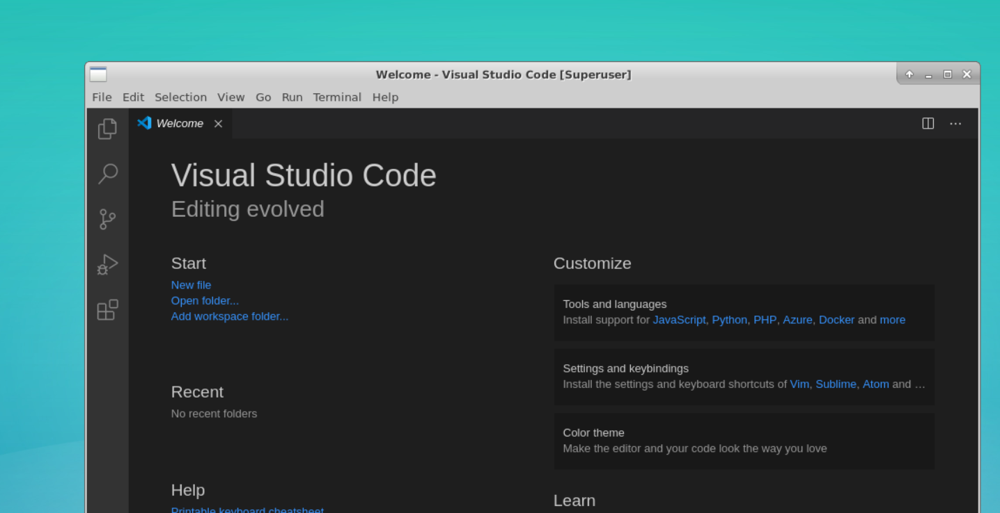 Welcome - Visual Studio Code [Superuser]
File Edit Selection View Go Run Terminal Help
Welcome
Visual Studio Code
Editing evolved
Start
New file
Open folder...
Add workspace folder...
Recent
No recent folders
Help
Printable keyboard cheatsheet
Customize
Tools and languages
Install support for JavaScript, Python, PHP, Azure, Docker and more
Settings and keybindings
Install the settings and keyboard shortcuts of Vim, Sublime, Atom and …
Color theme
Make the editor and your code look the way you love
Learn